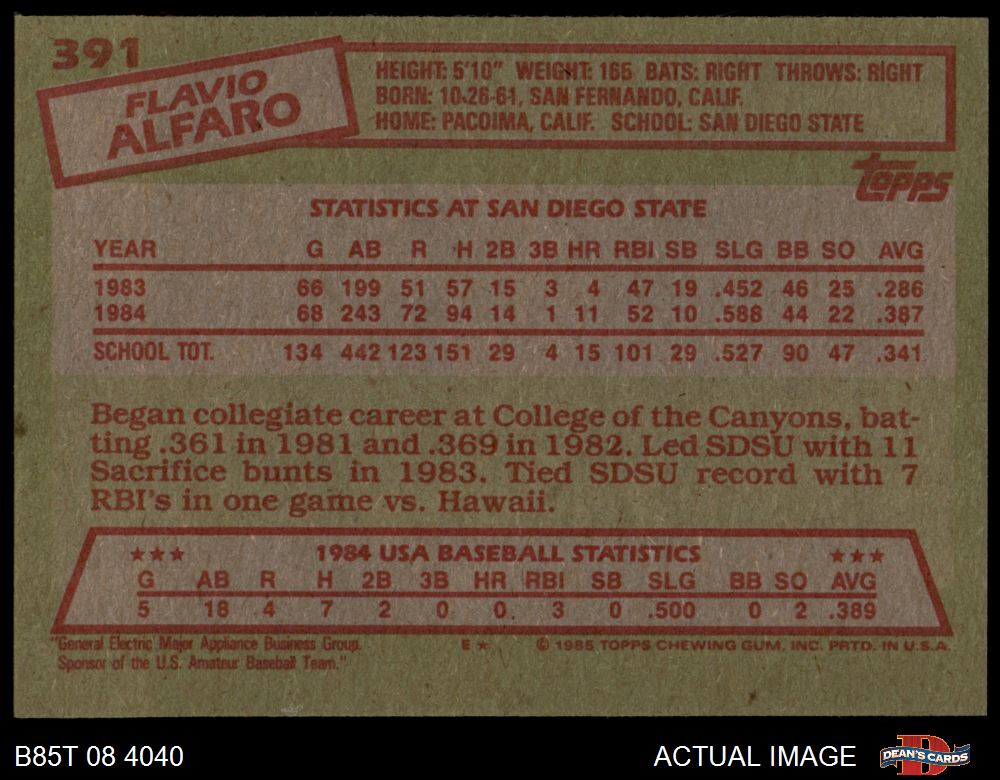 391
FLAVIO
ALFARO
HEIGHT: 5'10" WEIGHT: 165 BATS: RIGHT THROWS: RIGHT
BORN: 10-26-61, SAN FERNANDO, CALIF.
HOME: PACOIMA, CALIF. SCHOOL: SAN DIEGO STATE
topps
STATISTICS AT SAN DIEGO STATE
YEAR G AB R H 2B 3B HR RBI SB SLG BB SO AVG
1983 66 199 51 57 15 3 4 47 19 .452 46 25 .286
1984 68 243 72 94 14 1 11 52 10 .588 44 22 .387
SCHOOL TOT. 134 442 123 151 29 4 15 101 29 .527 90 47 .341
Began collegiate career at College of the Canyons, bat-
ting .361 in 1981 and .369 in 1982. Led SDSU with 11
Sacrifice bunts in 1983. Tied SDSU record with 7
RBI's in one game vs. Hawaii.
★★★ 1984 USA BASEBALL STATISTICS ★★★
G AB R H 2B 3B HR RBI SB SLG BB SO AVG
5 18 4 7 2 0 0. 3 0 .500 0 2 .389
"General Electric Major Appliance Business Group. E ★ © 1985 TOPPS CHEWING GUM, INC. PRTD. IN U.S.A.
Sponsor of the U.S. Amateur Baseball Team."
B85T 08 4040 ACTUAL IMAGE DEAN'S CARDS